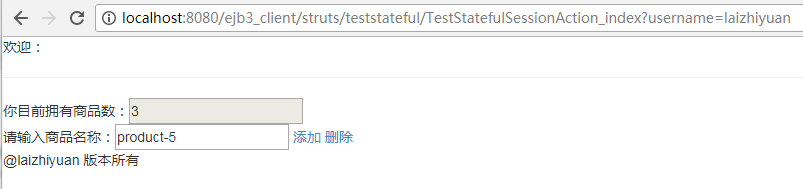 localhost:8080/ejb3_client/struts/teststateful/TestStatefulSessionAction_index?username=laizhiyuan
欢迎：
你目前拥有商品数：3
请输入商品名称：product-5 添加 删除
@laizhiyuan 版本所有